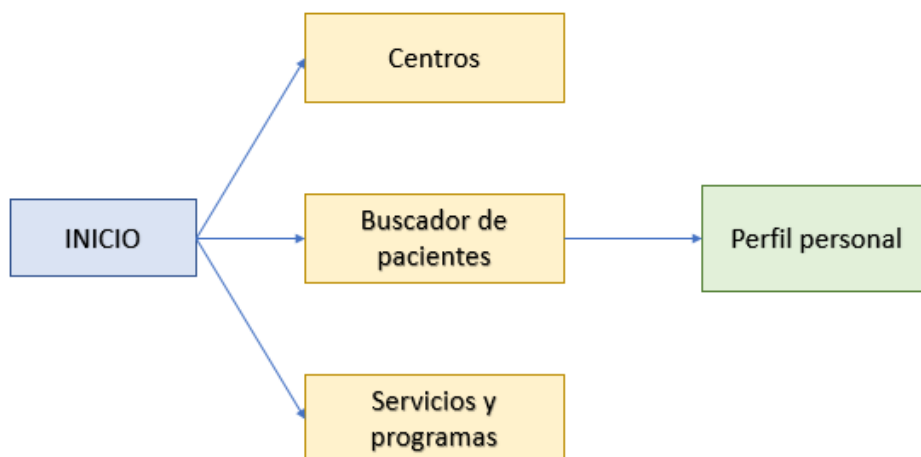 Centros
INICIO
Buscador de
pacientes
Perfil personal
Servicios y
programas